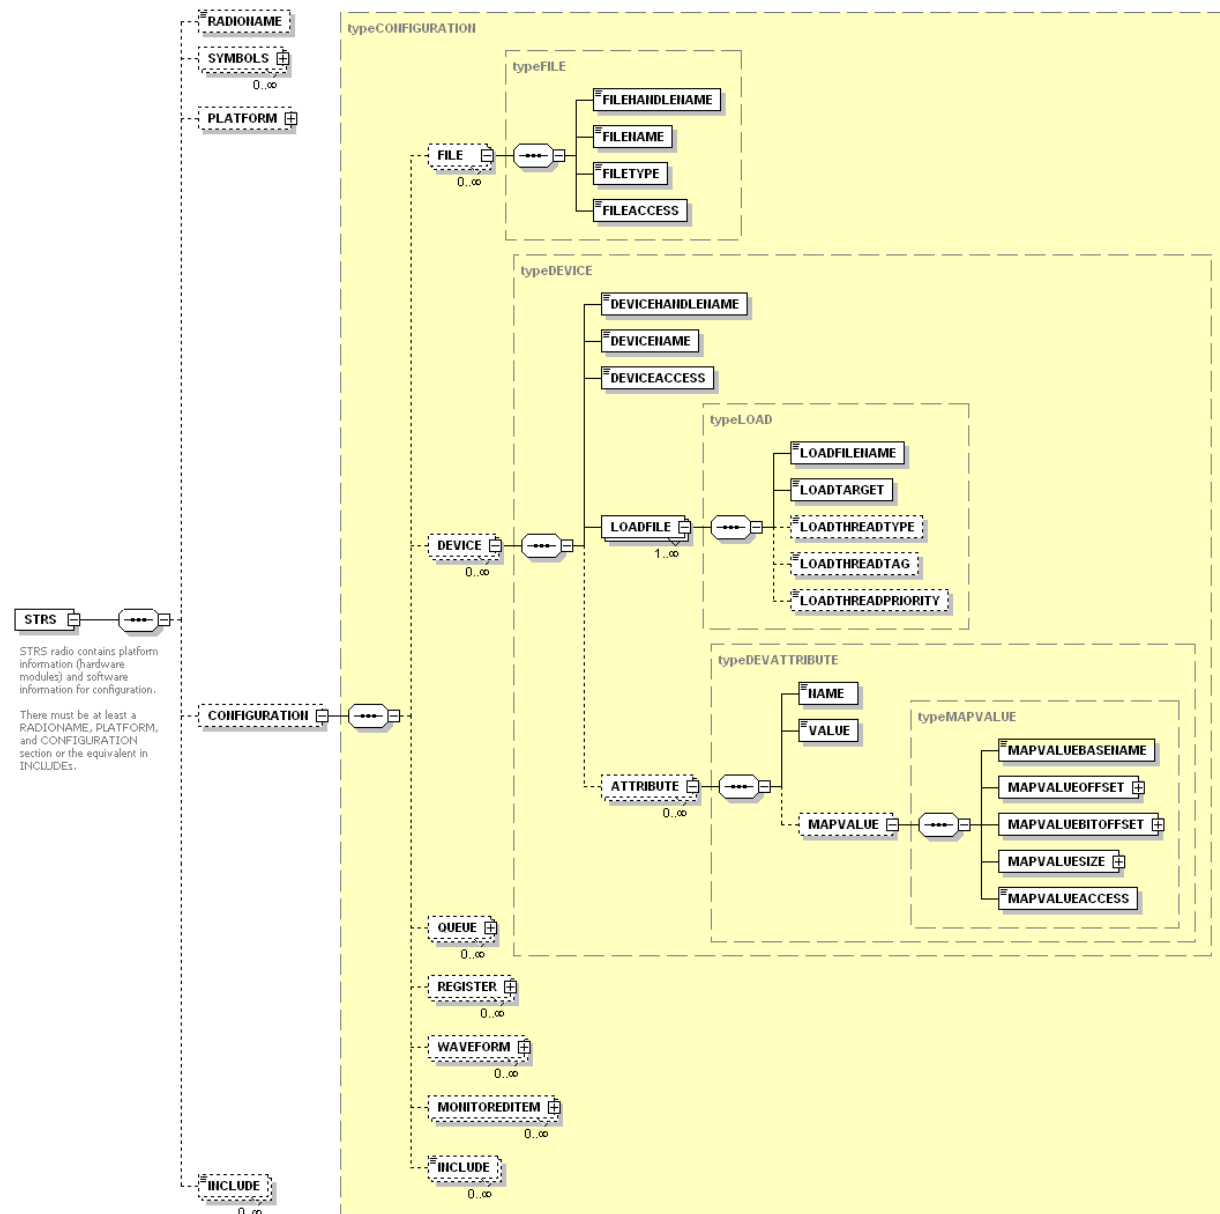 RADIONAME
SYMBOLS
0..∞
PLATFORM
typeCONFIGURATION
typeFILE
FILE
0..∞
FILEHANDLENAME
FILENAME
FILETYPE
FILEACCESS
typeDEVICE
DEVICE
0..∞
DEVICEHANDLENAME
DEVICENAME
DEVICEACCESS
typeLOAD
LOADFILE
1..∞
LOADFILENAME
LOADTARGET
LOADTHREADTYPE
LOADTHREADTAG
LOADTHREADPRIORITY
STRS
STRS radio contains platform
information (hardware
modules) and software
information for configuration.
There must be at least a
RADIONAME, PLATFORM,
and CONFIGURATION
section or the equivalent in
INCLUDEs.
CONFIGURATION
typeDEVATTRIBUTE
ATTRIBUTE
0..∞
NAME
VALUE
MAPVALUE
typeMAPVALUE
MAPVALUEBASENAME
MAPVALUEOFFSET
MAPVALUEBITOFFSET
MAPVALUESIZE
MAPVALUEACCESS
QUEUE
0..∞
REGISTER
0..∞
WAVEFORM
0..∞
MONITOREDITEM
0..∞
INCLUDE
0..∞
INCLUDE
0..∞